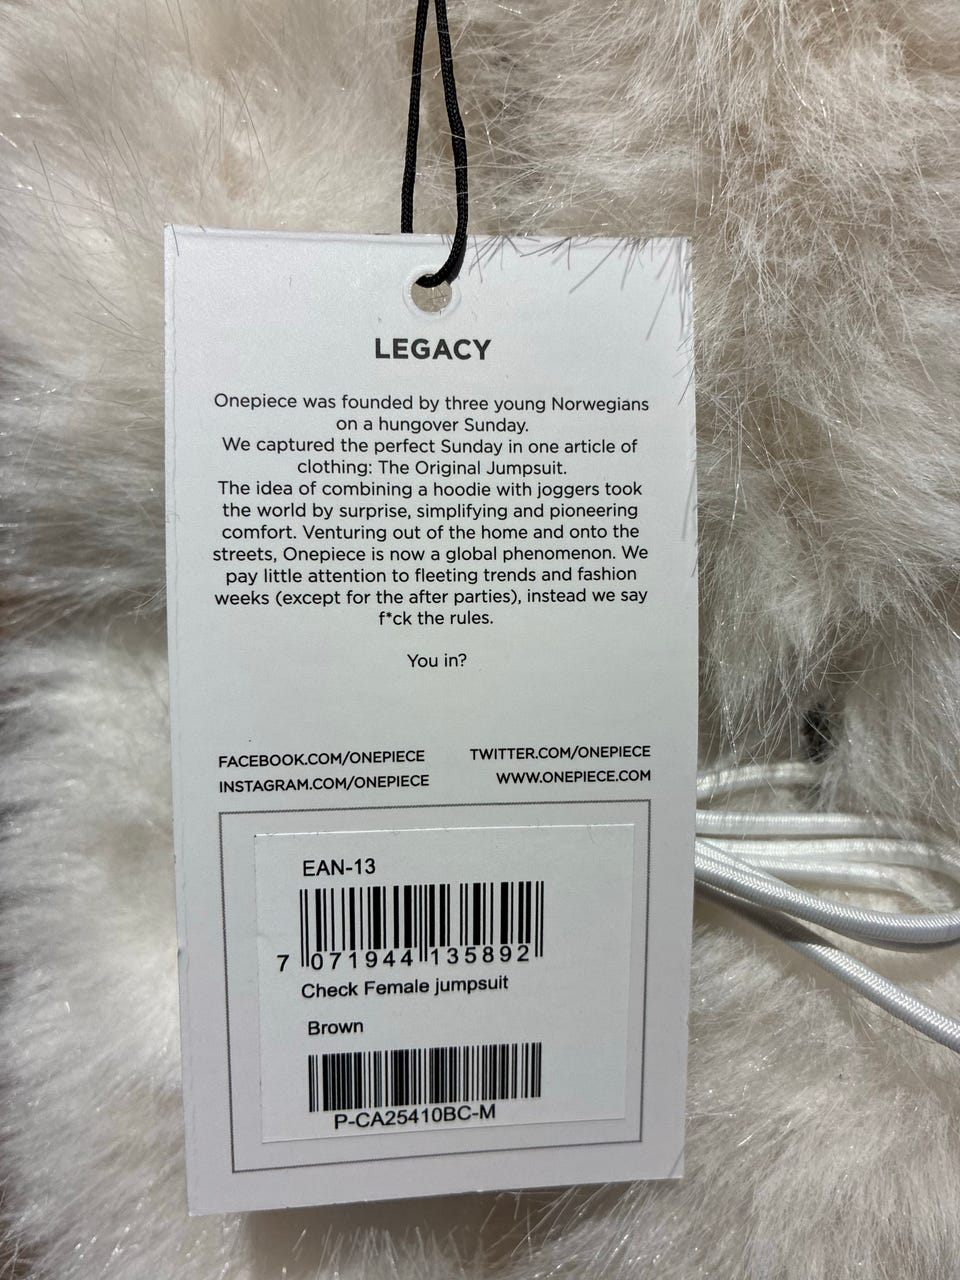 LEGACY
Onepiece was founded by three young Norwegians
on a hungover Sunday.
We captured the perfect Sunday in one article of
clothing: The Original Jumpsuit.
The idea of combining a hoodie with joggers took
the world by surprise, simplifying and pioneering
comfort. Venturing out of the home and onto the
streets, Onepiece is now a global phenomenon. We
pay little attention to fleeting trends and fashion
weeks (except for the after parties), instead we say
f*ck the rules.
You in?
FACEBOOK.COM/ONEPIECE TWITTER.COM/ONEPIECE
INSTAGRAM.COM/ONEPIECE WWW.ONEPIECE.COM
EAN-13
7 071944 135892
Check Female jumpsuit
Brown
P-CA25410BC-M